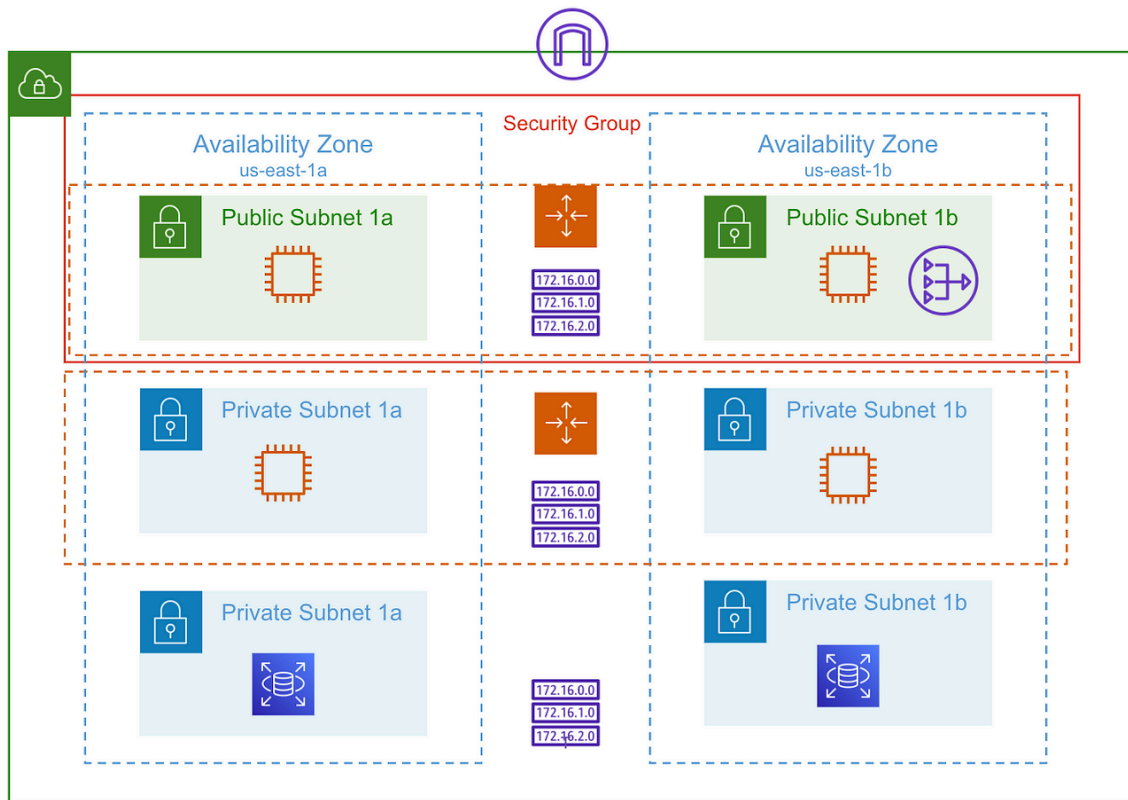 Security Group
Availability Zone
us-east-1a
Availability Zone
us-east-1b
Public Subnet 1a
Public Subnet 1b
172.16.0.0
172.16.1.0
172.16.2.0
Private Subnet 1a
Private Subnet 1b
172.16.0.0
172.16.1.0
172.16.2.0
Private Subnet 1a
Private Subnet 1b
172.16.0.0
172.16.1.0
172.16.2.0